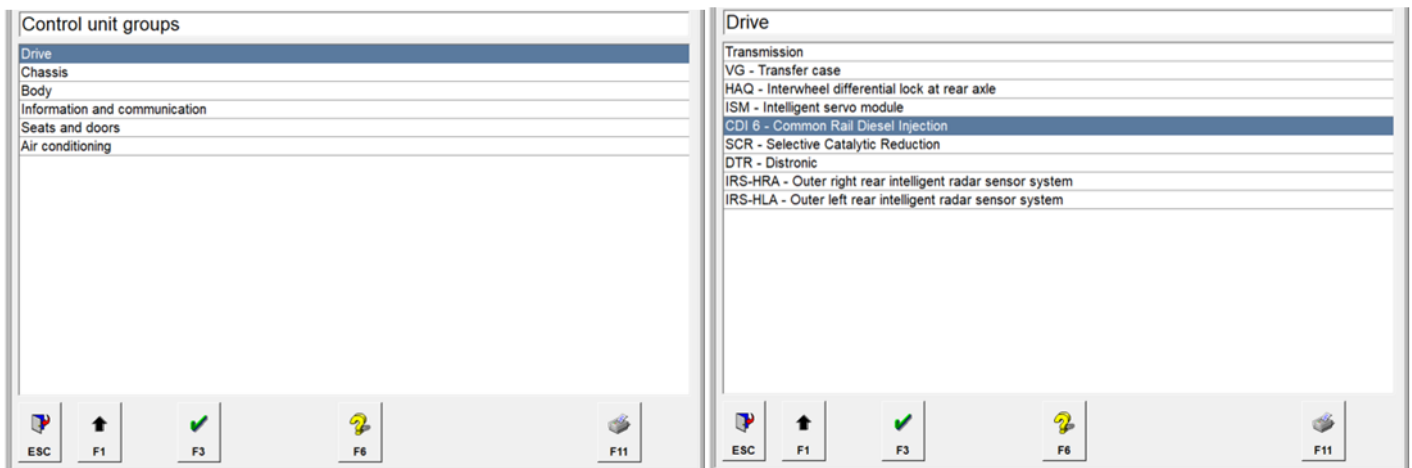 Control unit groups
Drive
Chassis
Body
Information and communication
Seats and doors
Air conditioning
ESC
F1
F3
F6
F11
Drive
Transmission
VG - Transfer case
HAQ - Interwheel differential lock at rear axle
ISM - Intelligent servo module
CDI 6 - Common Rail Diesel Injection
SCR - Selective Catalytic Reduction
DTR - Distronic
IRS-HRA - Outer right rear intelligent radar sensor system
IRS-HLA - Outer left rear intelligent radar sensor system
ESC
F1
F3
F6
F11